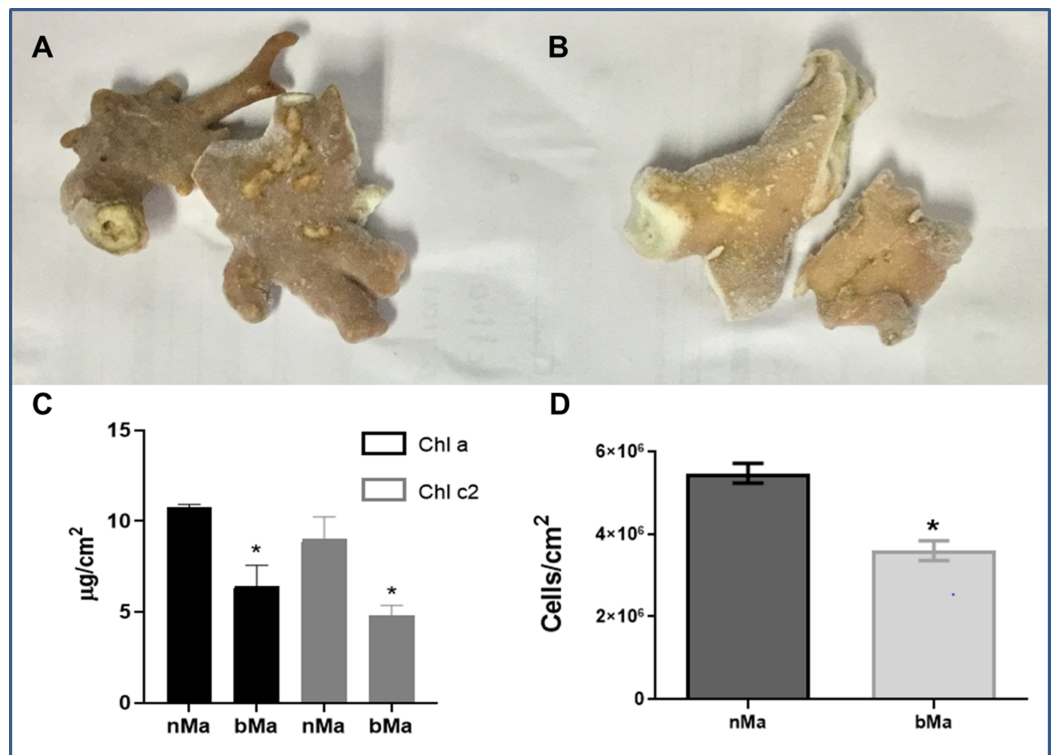 A
B
C
15
10
5
0
µg/cm²
Chl a
Chl c2
*
*
nMa
bMa
nMa
bMa
D
6×10⁶
4×10⁶
2×10⁶
0
Cells/cm²
*
nMa
bMa